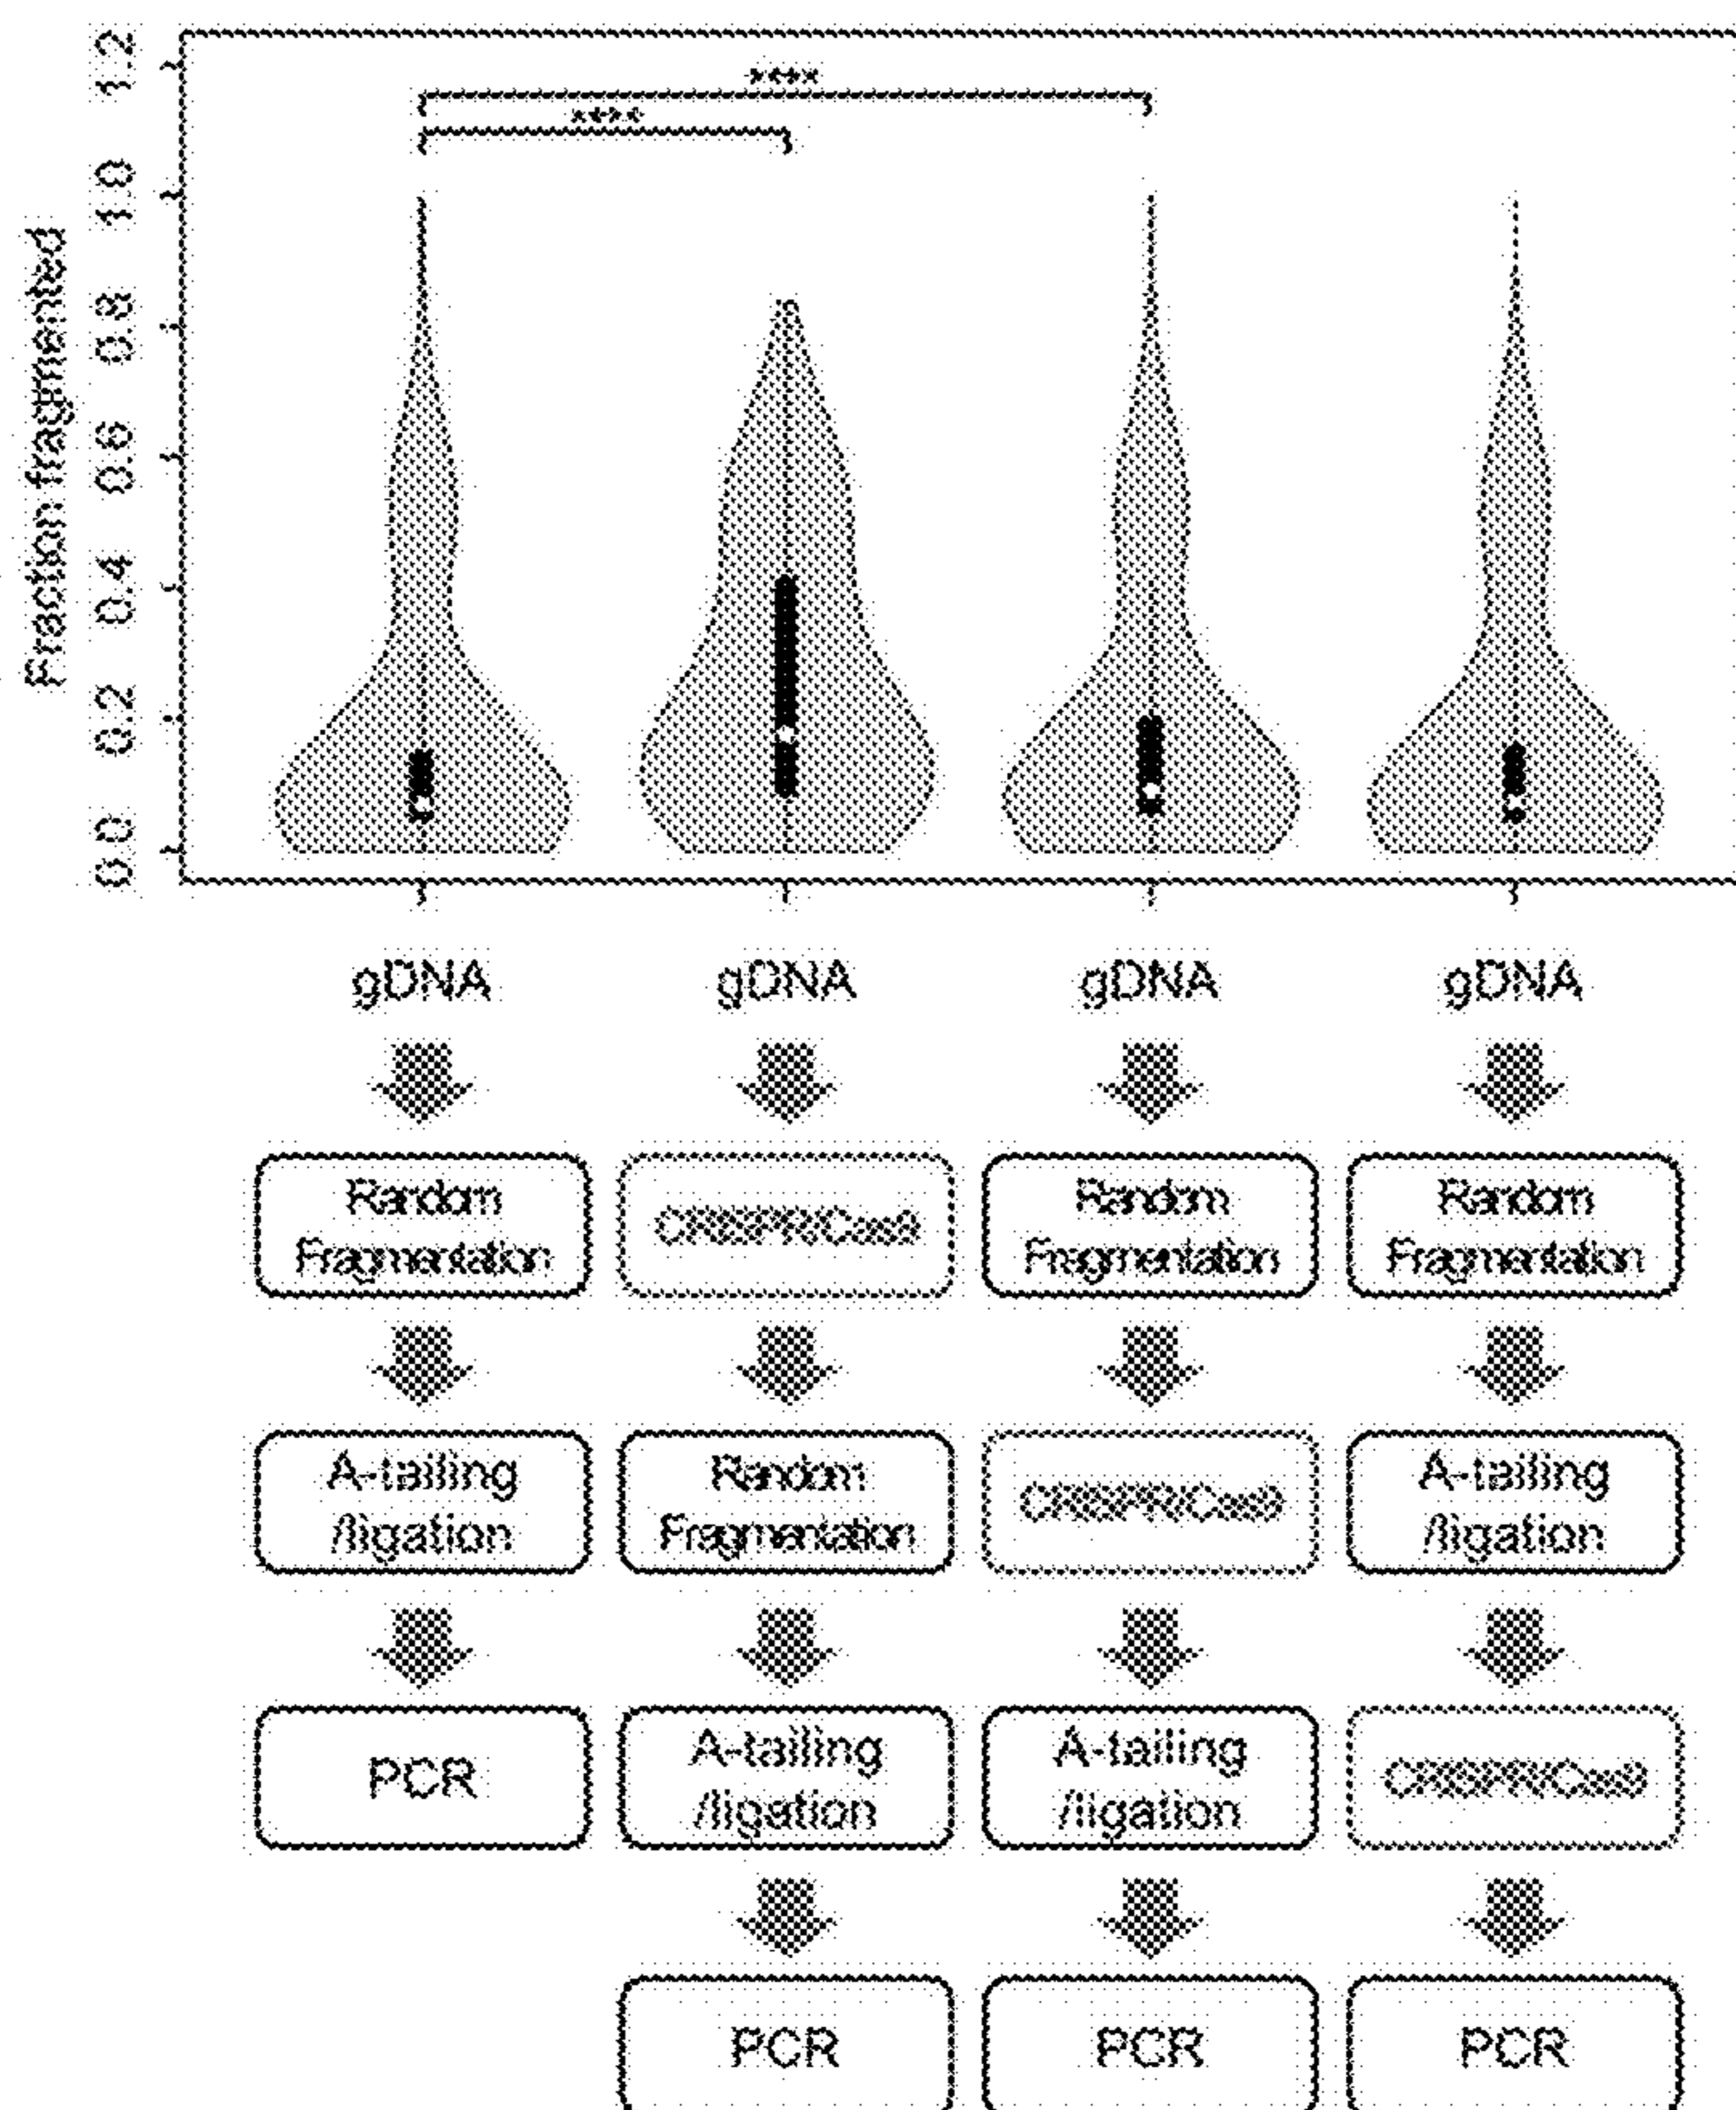 Fraction fragmented
1.2
1.0
0.8
0.6
0.4
0.2
0.0
****
****
gDNA gDNA gDNA gDNA
Random
Fragmentation
CRISPR/Cas9
Random
Fragmentation
Random
Fragmentation
A-tailing
/ligation
Random
Fragmentation
CRISPR/Cas9
A-tailing
/ligation
PCR
A-tailing
/ligation
A-tailing
/ligation
CRISPR/Cas9
PCR PCR PCR